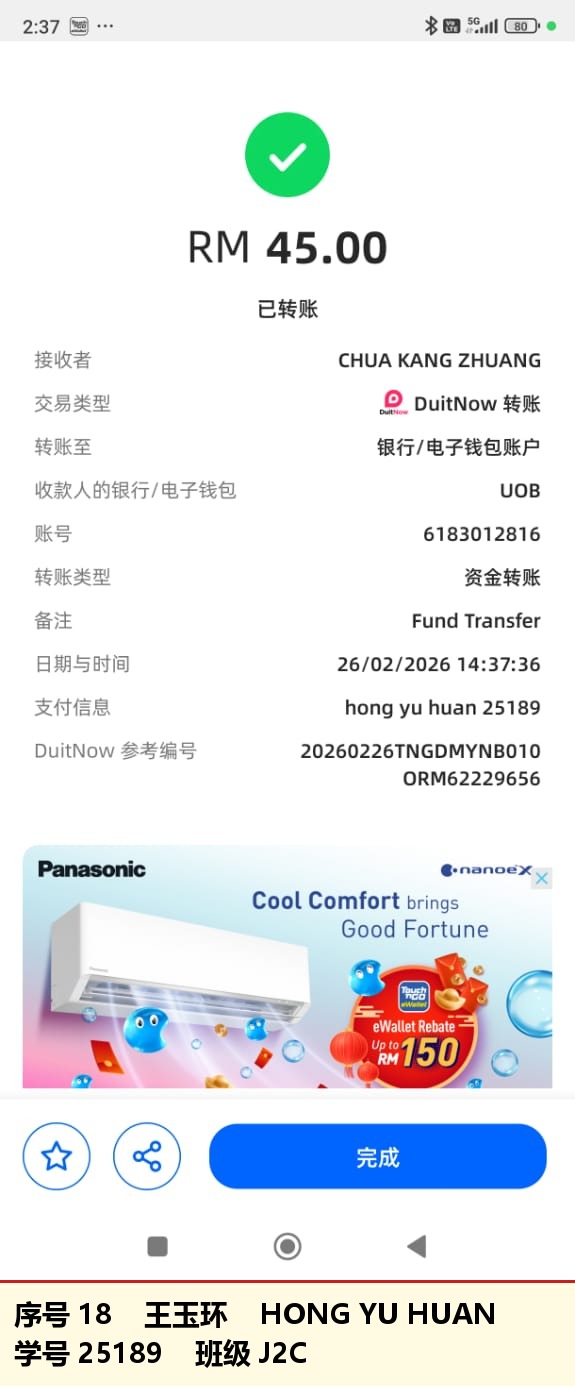 2:37
5G
80
RM 45.00
已转账
接收者 CHUA KANG ZHUANG
交易类型 DuitNow DuitNow 转账
转账至 银行/电子钱包账户
收款人的银行/电子钱包 UOB
账号 6183012816
转账类型 资金转账
备注 Fund Transfer
日期与时间 26/02/2026 14:37:36
支付信息 hong yu huan 25189
DuitNow 参考编号 20260226TNGDMYNB010
ORM62229656
Panasonic nanoeX
Cool Comfort brings
Good Fortune
Panasonic
Touch
'nGO
eWallet
eWallet Rebate
Up to
RM150
完成
序号 18 王玉环 HONG YU HUAN
学号 25189 班级 J2C